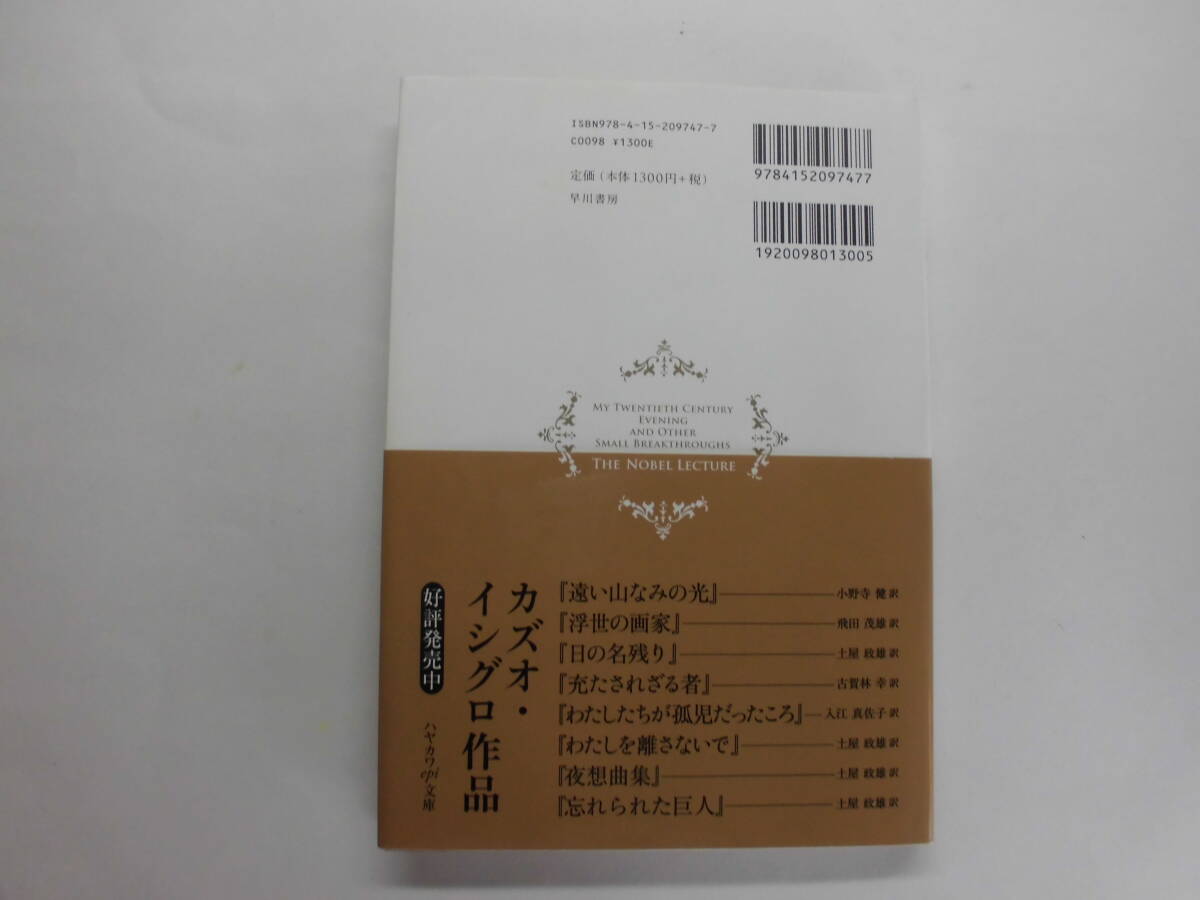 ISBN978-4-15-209747-7
C0098 ¥1300E
定価(本体1300円+税)
早川書房
9784152097477
1920098013005
MY TWENTIETH CENTURY
EVENING
AND OTHER
SMALL BREAKTHROUGHS
THE NOBEL LECTURE
カズオ・
イシグロ作品
好評発売中
ハヤカワepi文庫
『遠い山なみの光』――小野寺 健 訳
『浮世の画家』――飛田 茂雄 訳
『日の名残り』――土屋 政雄 訳
『充たされざる者』――古賀林 幸 訳
『わたしたちが孤児だったころ』―入江 真佐子 訳
『わたしを離さないで』――土屋 政雄 訳
『夜想曲集』――土屋 政雄 訳
『忘れられた巨人』――土屋 政雄 訳